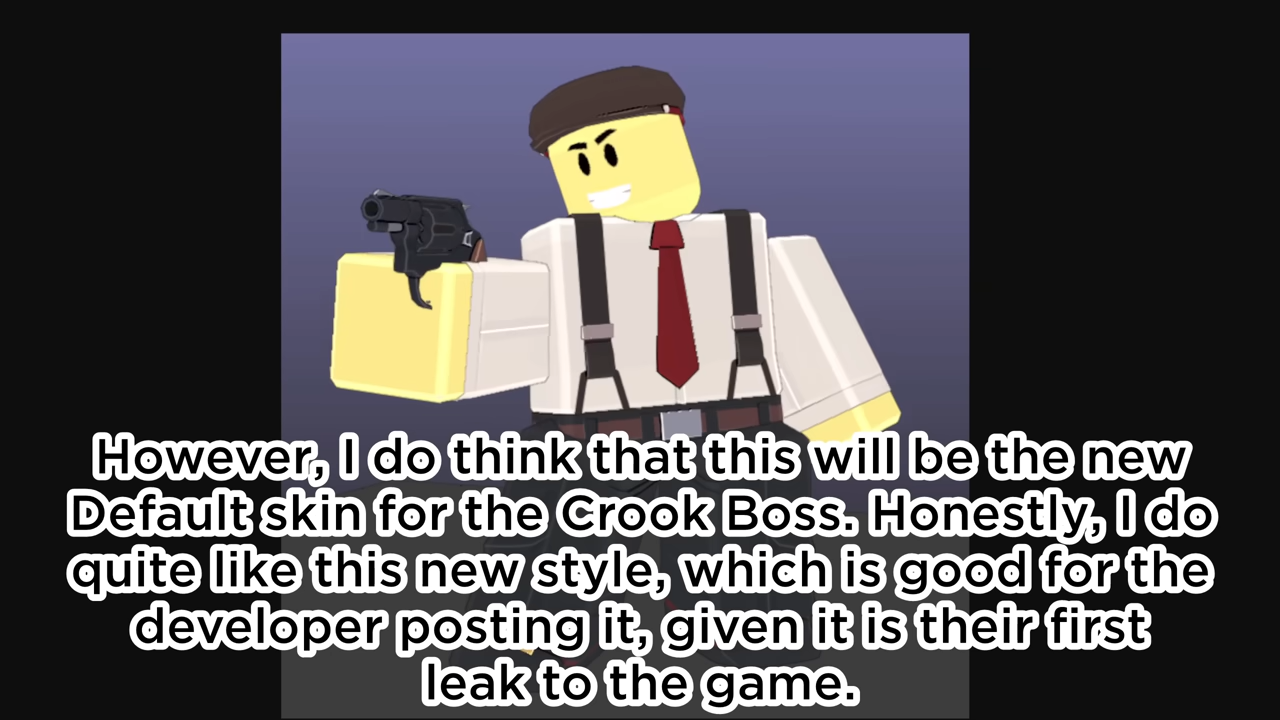 However, I do think that this will be the new
Default skin for the Crook Boss. Honestly, I do
quite like this new style, which is good for the
developer posting it, given it is their first
leak to the game.